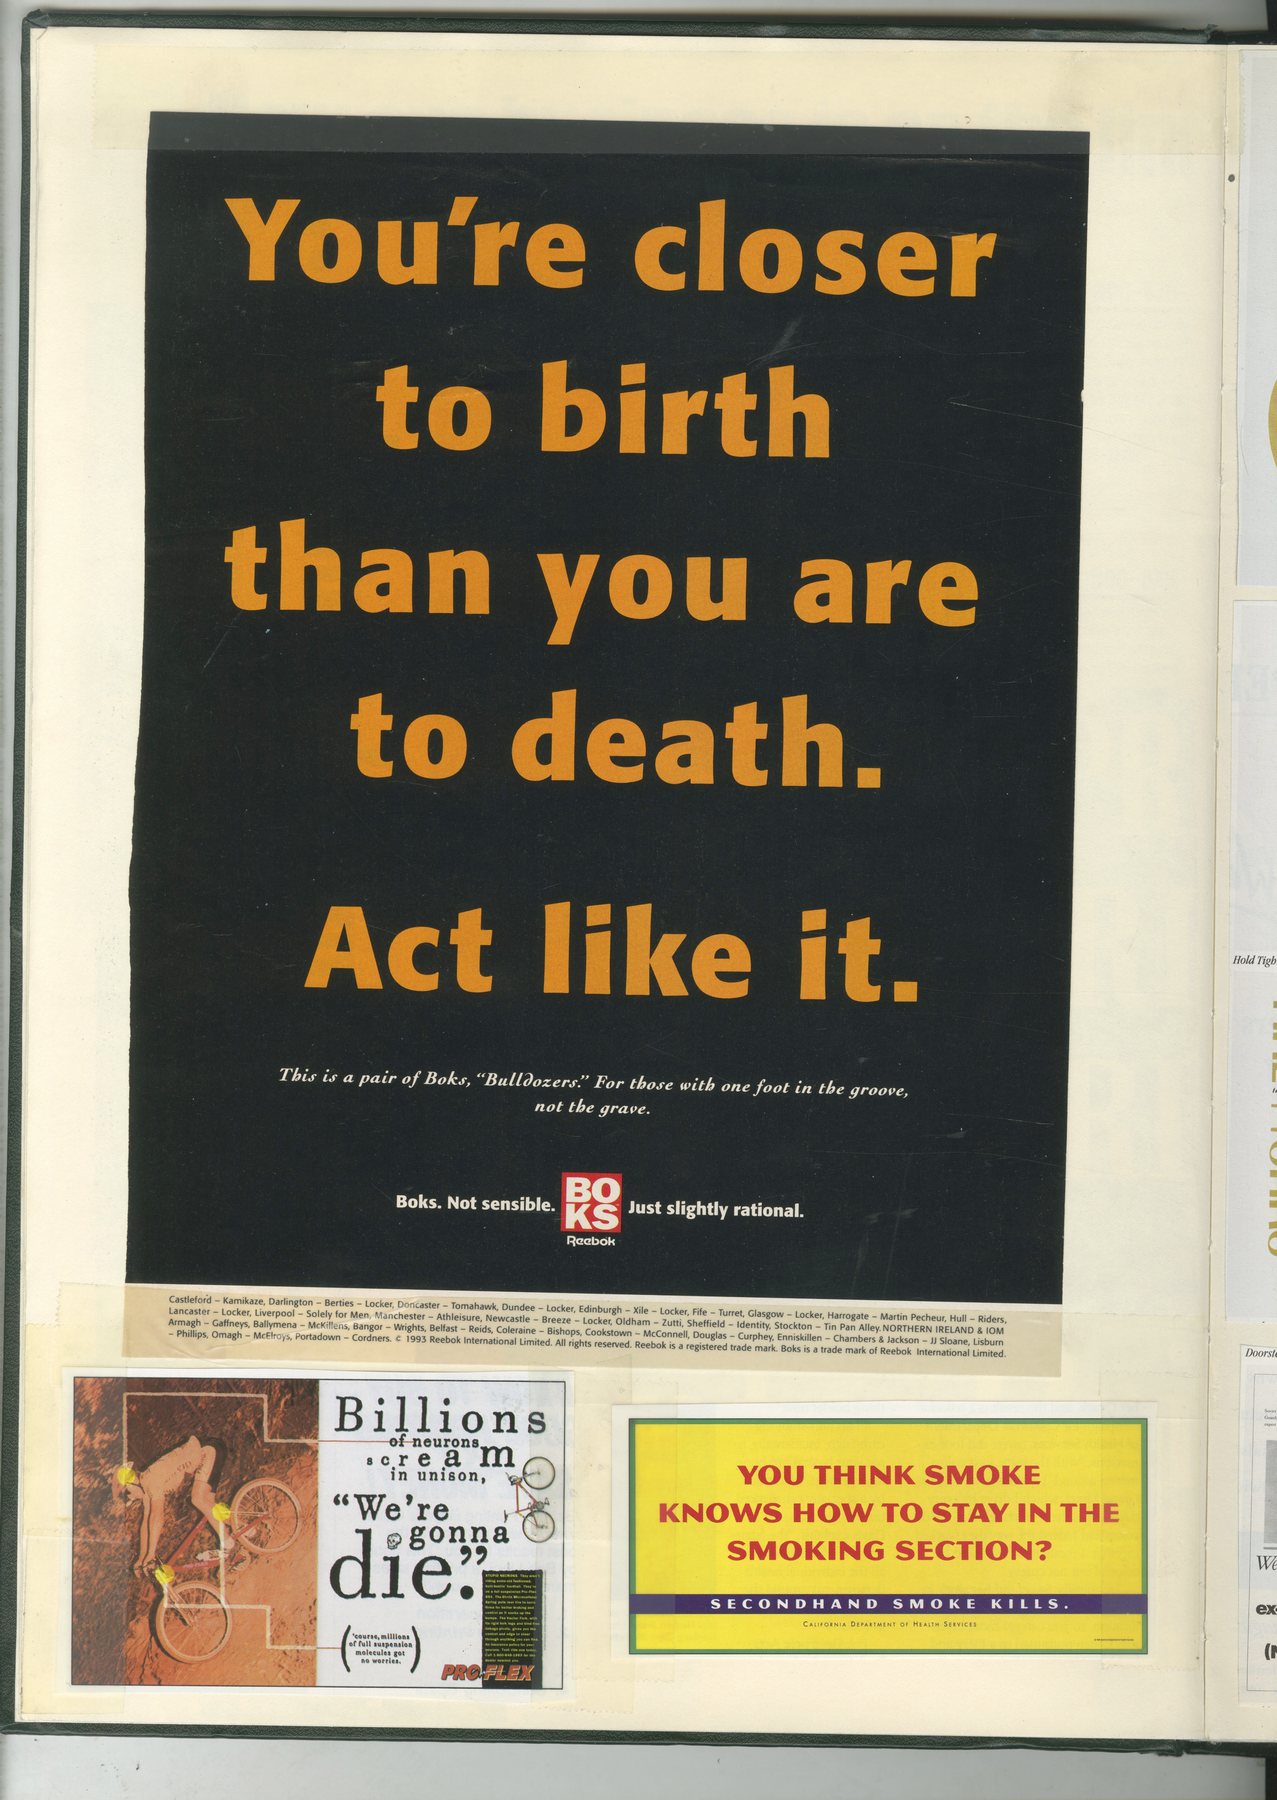 You're closer
to birth
than you are
to death.
Act like it.
This is a pair of Boks, "Bulldozers." For those with one foot in the groove,
not the grave.
Boks. Not sensible.
BO
KS
Reebok
Just slightly rational.
Castleford – Kamikaze, Darlington – Berties – Locker, Doncaster – Tomahawk, Dundee – Locker, Edinburgh – Xile – Locker, Fife – Turret, Glasgow – Locker, Harrogate – Martin Pecheur, Hull – Riders,
Lancaster – Locker, Liverpool – Solely for Men, Manchester – Athleisure, Newcastle – Breeze – Locker, Oldham – Zutti, Sheffield – Identity, Stockton – Tin Pan Alley. NORTHERN IRELAND & IOM
Armagh – Gaffneys, Ballymena – McKillens, Bangor – Wrights, Belfast – Reids, Coleraine – Bishops, Cookstown – McConnell, Douglas – Curphey, Enniskillen – Chambers & Jackson – JJ Sloane, Lisburn
– Phillips, Omagh – McElroys, Portadown – Cordners. © 1993 Reebok International Limited. All rights reserved. Reebok is a registered trade mark. Boks is a trade mark of Reebok International Limited.
Billions
of neurons
scream
in unison,
"We're
gonna
die."
('course, millions
of full suspension
molecules got
no worries.)
PRO-FLEX
YOU THINK SMOKE
KNOWS HOW TO STAY IN THE
SMOKING SECTION?
SECONDHAND SMOKE KILLS.
CALIFORNIA DEPARTMENT OF HEALTH SERVICES
Hold Tigh